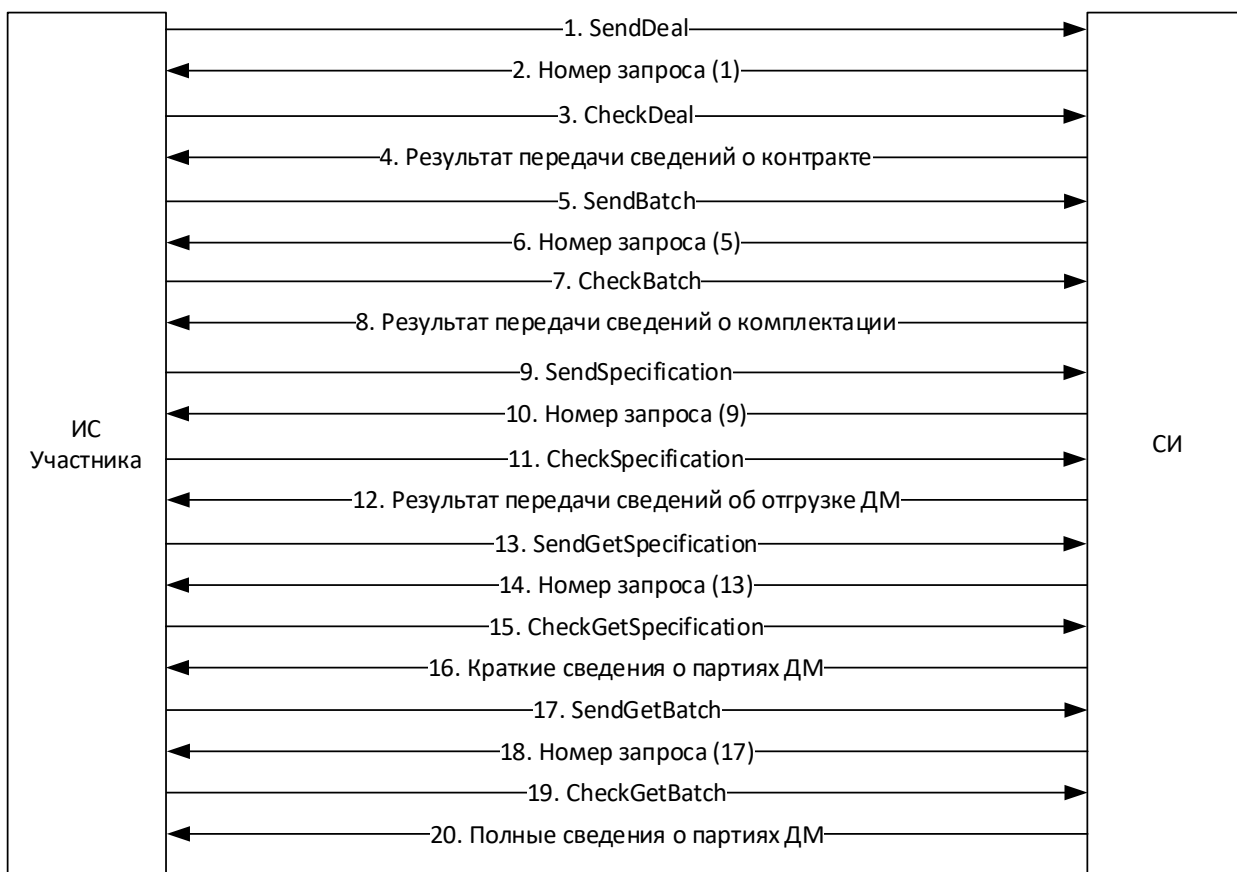 1. SendDeal
2. Номер запроса (1)
3. CheckDeal
4. Результат передачи сведений о контракте
5. SendBatch
6. Номер запроса (5)
7. CheckBatch
8. Результат передачи сведений о комплектации
9. SendSpecification
10. Номер запроса (9)
ИС
Участника
СИ
11. CheckSpecification
12. Результат передачи сведений об отгрузке ДМ
13. SendGetSpecification
14. Номер запроса (13)
15. CheckGetSpecification
16. Краткие сведения о партиях ДМ
17. SendGetBatch
18. Номер запроса (17)
19. CheckGetBatch
20. Полные сведения о партиях ДМ